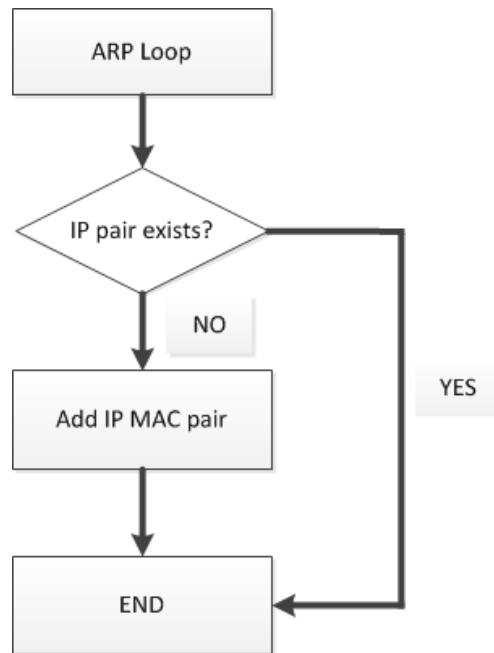 ARP Loop
IP pair exists?
NO
YES
Add IP MAC pair
END